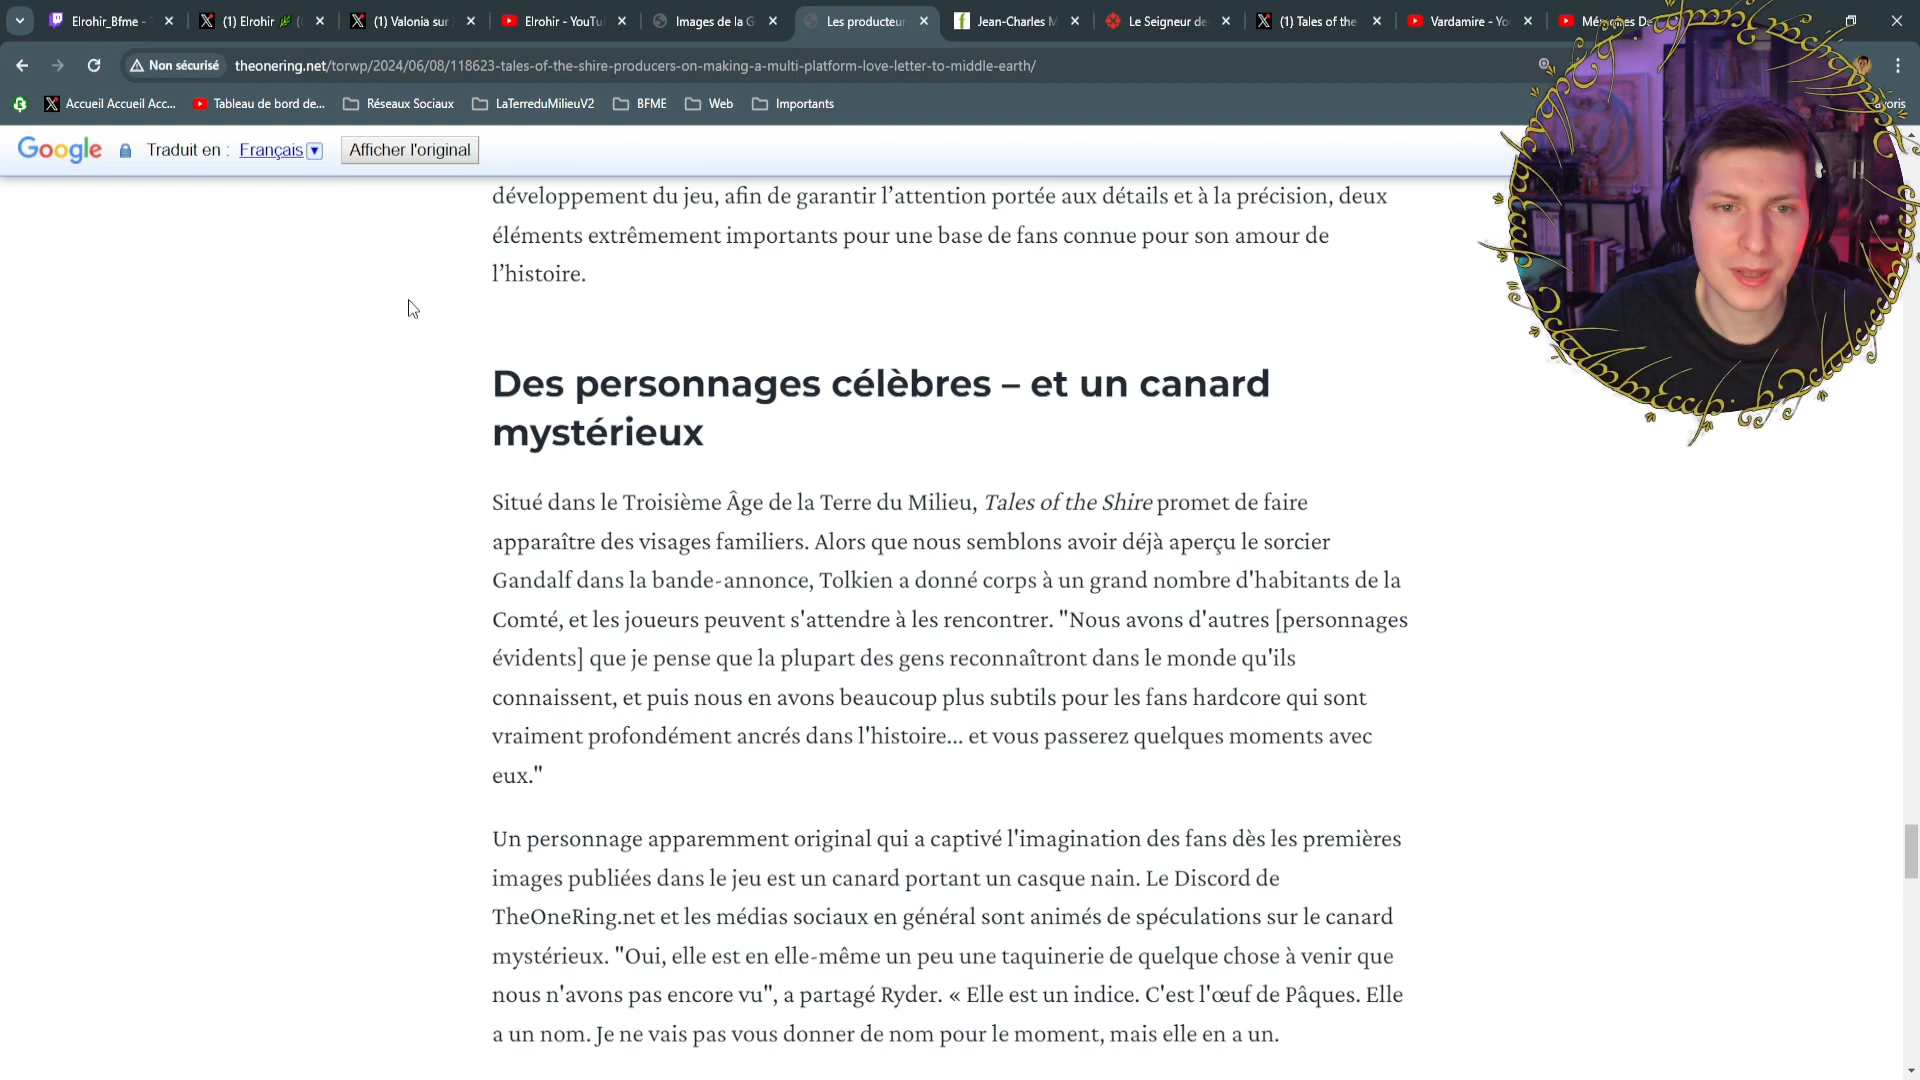 Elrohir_Bfme -
(1) Elrohir
(1) Valonia sur
Elrohir - YouTu
Images de la G
Les producteur
Jean-Charles M
Le Seigneur de
(1) Tales of the
Vardamire - Yo
Non sécurisé
theonering.net/torwp/2024/06/08/118623-tales-of-the-shire-producers-on-making-a-multi-platform-love-letter-to-middle-earth/
Accueil Accueil Acc...
Tableau de bord de...
Réseaux Sociaux
LaTerreduMilieuV2
BFME
Web
Importants
Google
Traduit en :
Français
Afficher l'original
développement du jeu, afin de garantir l’attention portée aux détails et à la précision, deux
éléments extrêmement importants pour une base de fans connue pour son amour de
l’histoire.
Des personnages célèbres – et un canard
mystérieux
Situé dans le Troisième Âge de la Terre du Milieu, Tales of the Shire promet de faire
apparaître des visages familiers. Alors que nous semblons avoir déjà aperçu le sorcier
Gandalf dans la bande-annonce, Tolkien a donné corps à un grand nombre d'habitants de la
Comté, et les joueurs peuvent s'attendre à les rencontrer. "Nous avons d'autres [personnages
évidents] que je pense que la plupart des gens reconnaîtront dans le monde qu'ils
connaissent, et puis nous en avons beaucoup plus subtils pour les fans hardcore qui sont
vraiment profondément ancrés dans l'histoire... et vous passerez quelques moments avec
eux."
Un personnage apparemment original qui a captivé l'imagination des fans dès les premières
images publiées dans le jeu est un canard portant un casque nain. Le Discord de
TheOneRing.net et les médias sociaux en général sont animés de spéculations sur le canard
mystérieux. "Oui, elle est en elle-même un peu une taquinerie de quelque chose à venir que
nous n'avons pas encore vu", a partagé Ryder. « Elle est un indice. C'est l'œuf de Pâques. Elle
a un nom. Je ne vais pas vous donner de nom pour le moment, mais elle en a un.